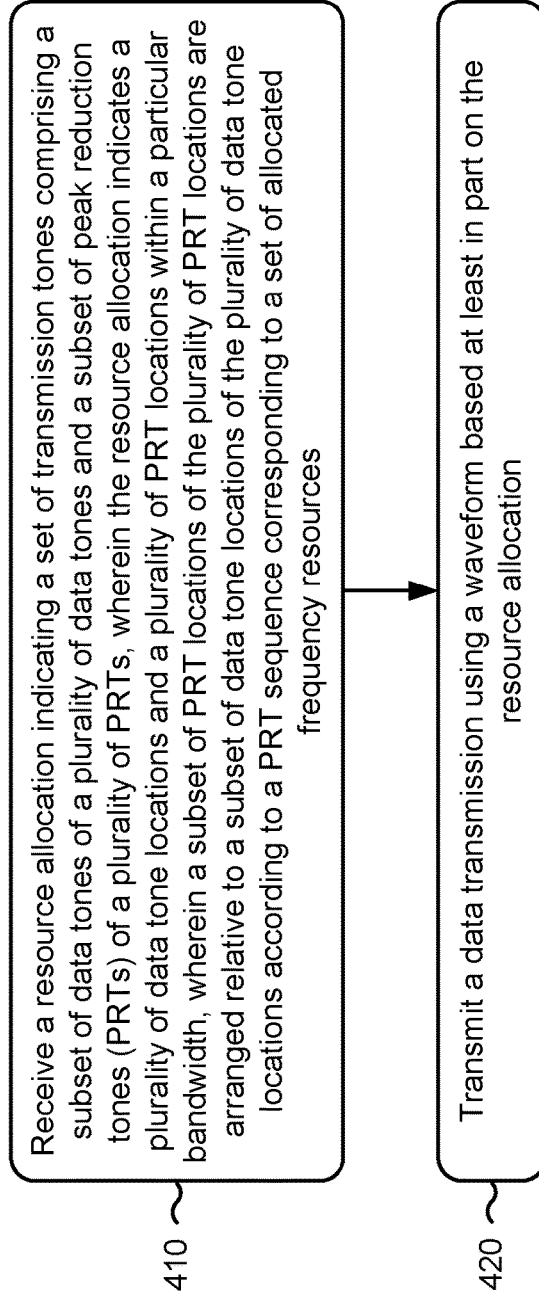 410
Receive a resource allocation indicating a set of transmission tones comprising a
subset of data tones of a plurality of data tones and a subset of peak reduction
tones (PRTs) of a plurality of PRTs, wherein the resource allocation indicates a
plurality of data tone locations and a plurality of PRT locations within a particular
bandwidth, wherein a subset of PRT locations of the plurality of PRT locations are
arranged relative to a subset of data tone locations of the plurality of data tone
locations according to a PRT sequence corresponding to a set of allocated
frequency resources
420
Transmit a data transmission using a waveform based at least in part on the
resource allocation